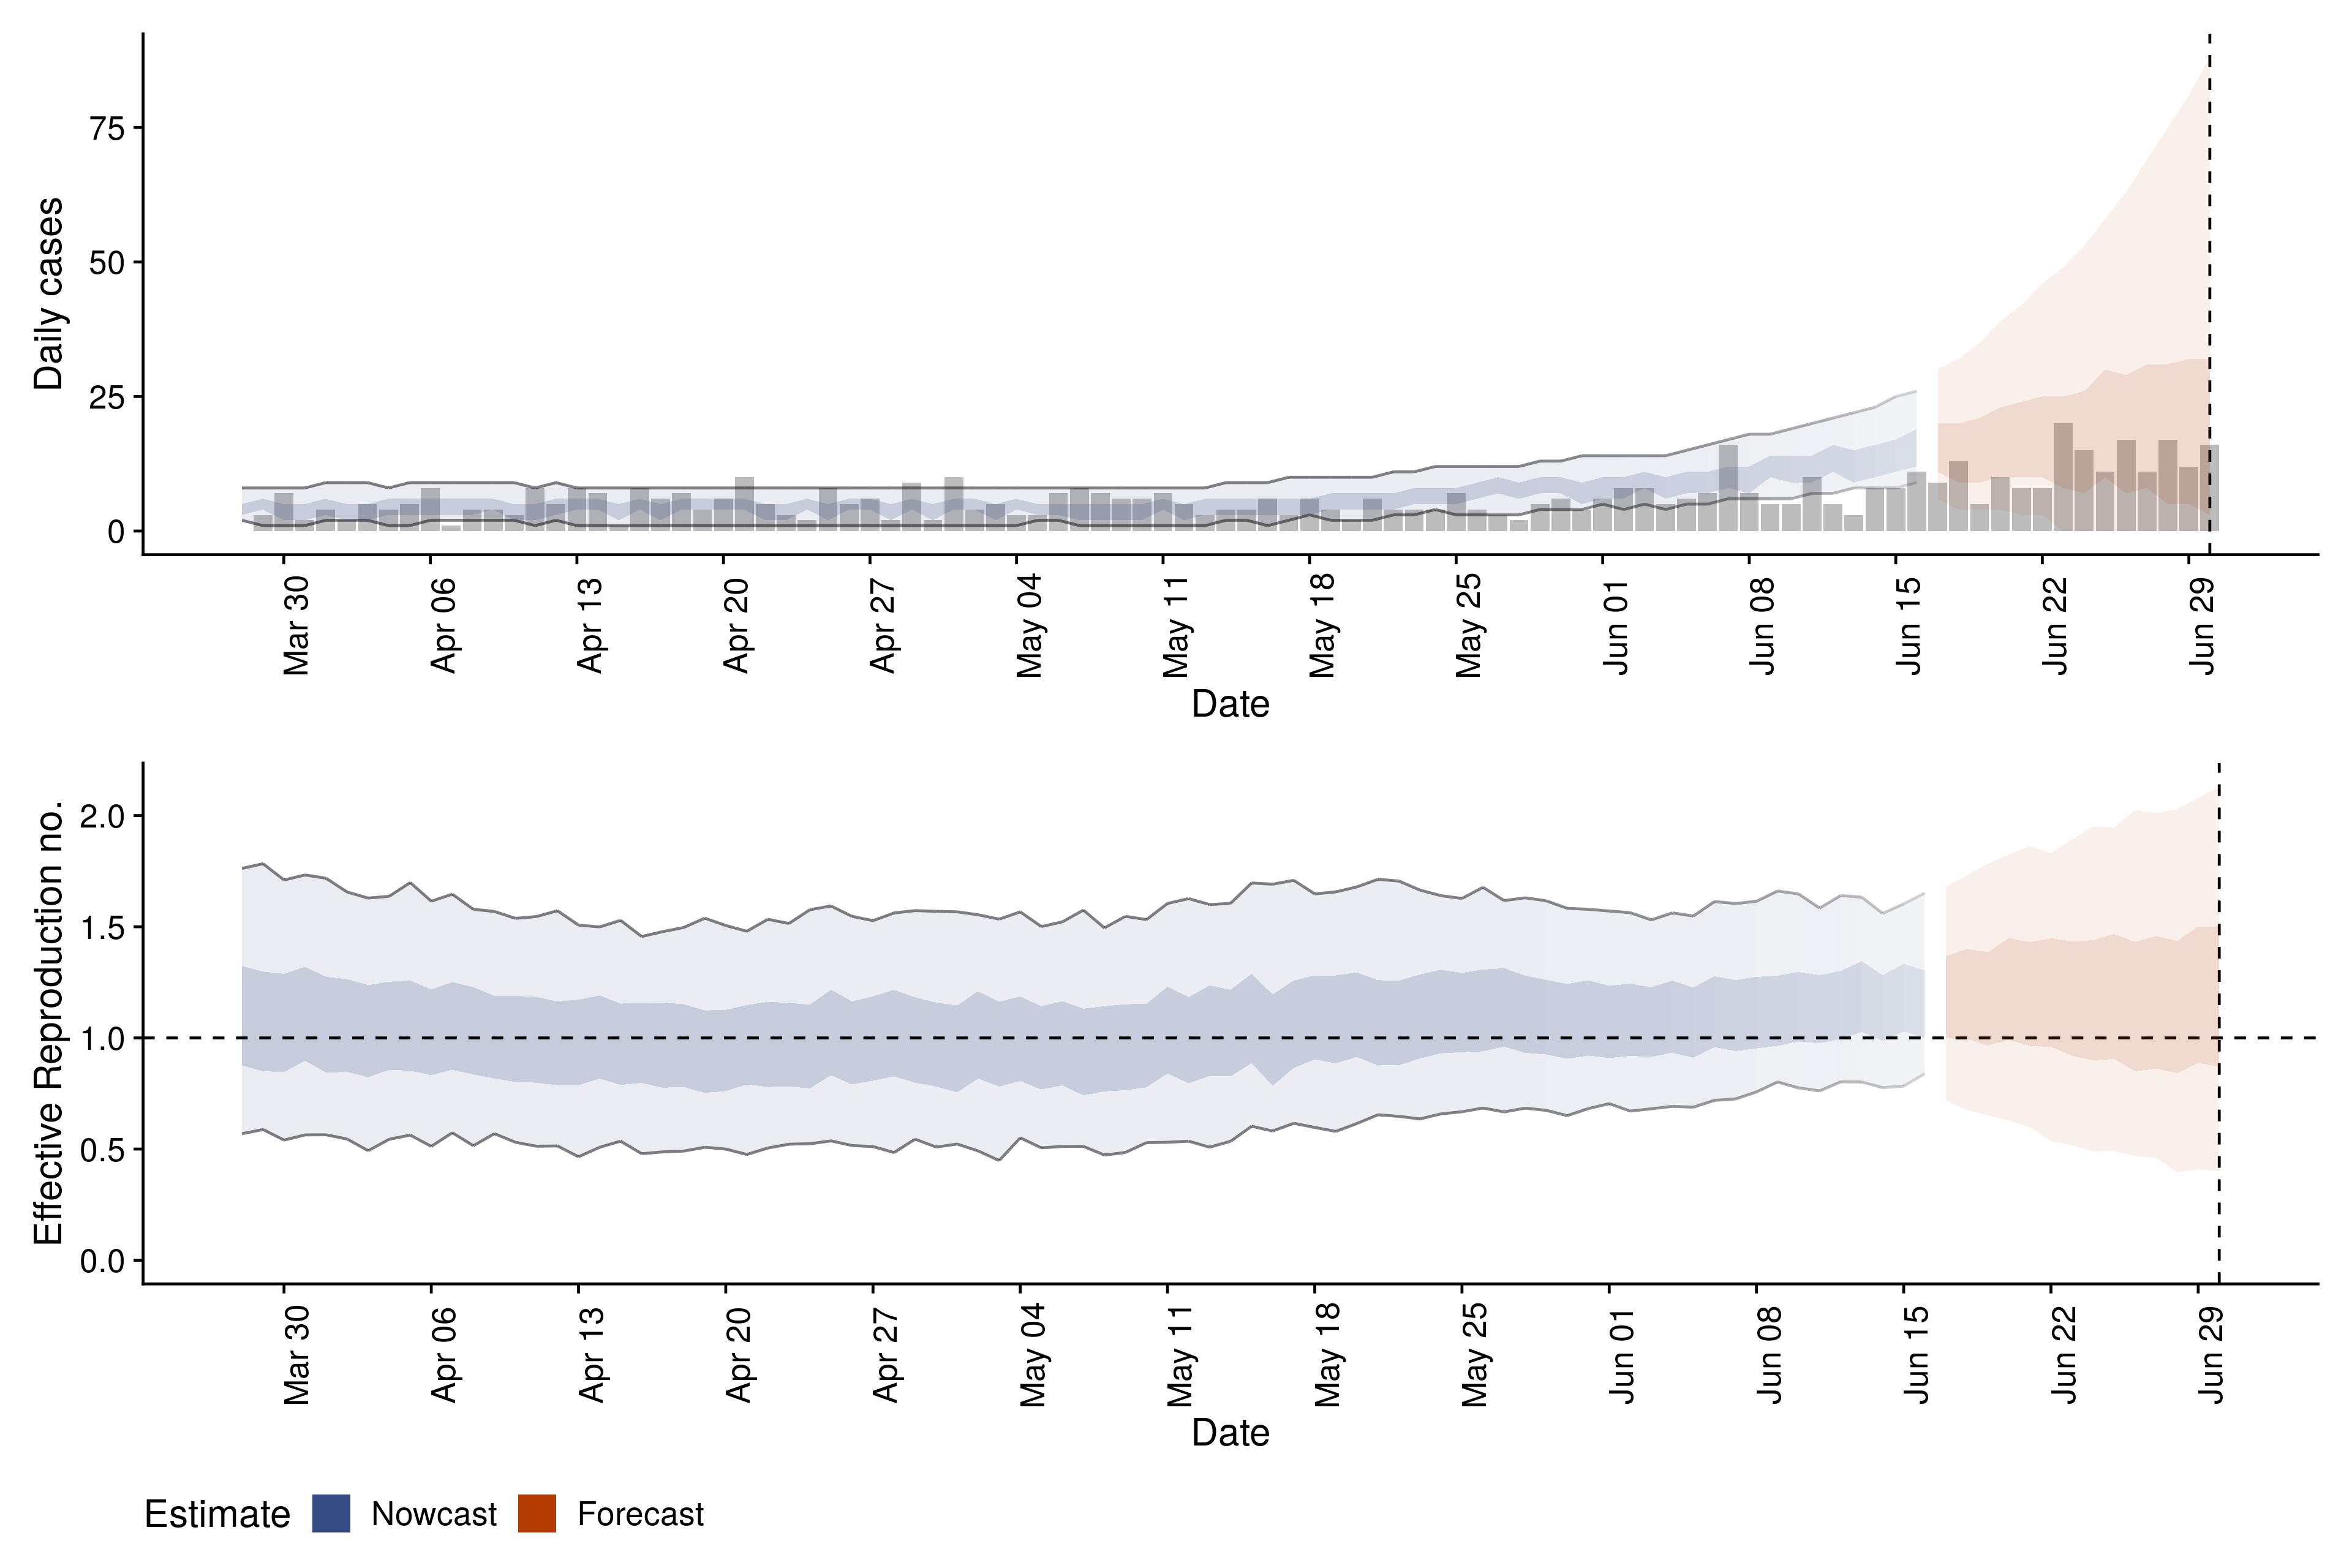 Daily cases
75
50
25
0
Mar 30
Apr 06
Apr 13
Apr 20
Apr 27
May 04
May 11
May 18
May 25
Jun 01
Jun 08
Jun 15
Jun 22
Jun 29
Date
Effective Reproduction no.
2.0
1.5
1.0
0.5
0.0
Mar 30
Apr 06
Apr 13
Apr 20
Apr 27
May 04
May 11
May 18
May 25
Jun 01
Jun 08
Jun 15
Jun 22
Jun 29
Date
Estimate Nowcast Forecast